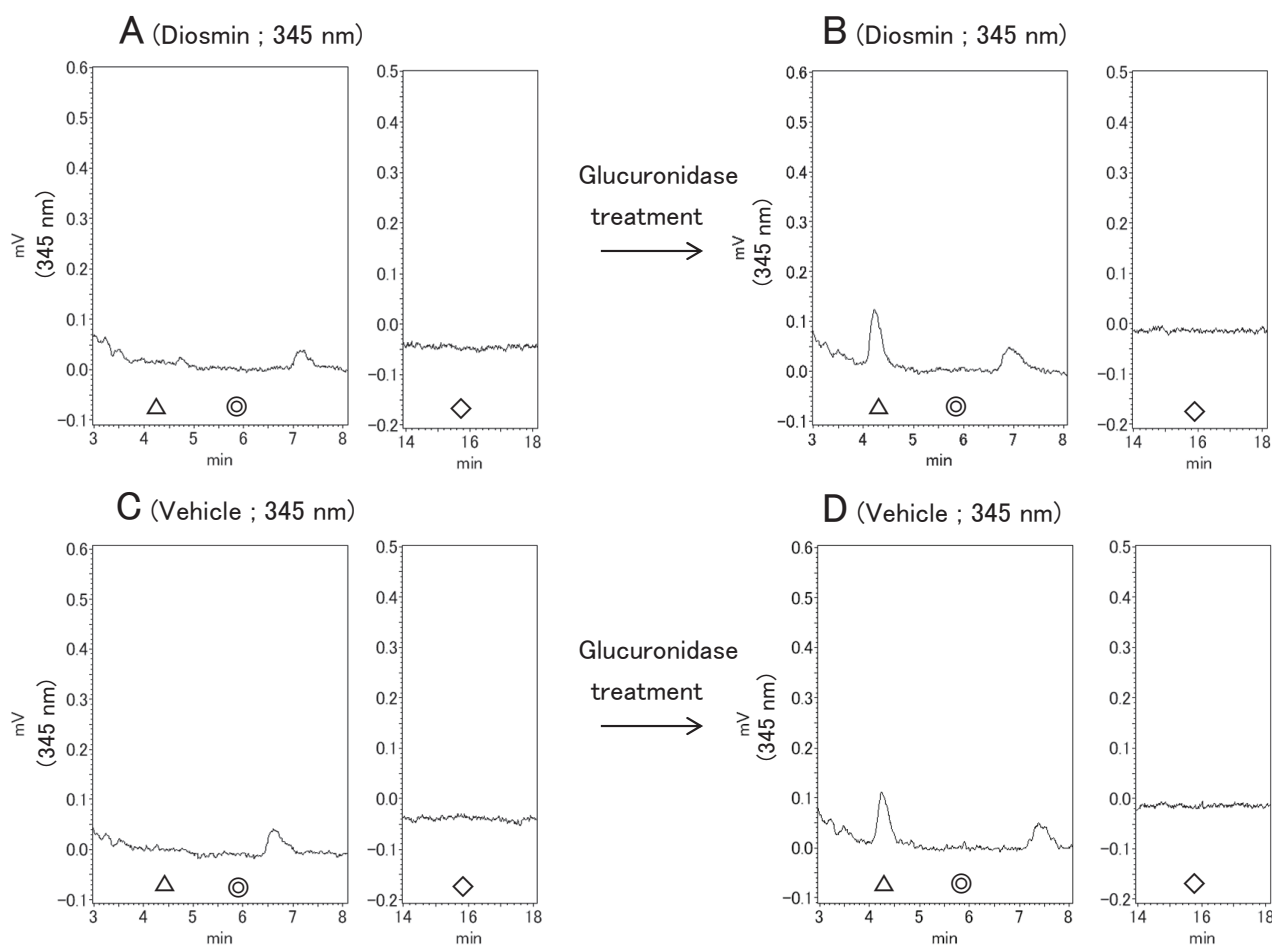 A (Diosmin ; 345 nm)
B (Diosmin ; 345 nm)
0.6
0.5
0.4
0.3
0.2
0.1
0.0
−0.1
mV
(345 nm)
3 4 5 6 7 8
min
0.5
0.4
0.3
0.2
0.1
0.0
−0.1
−0.2
14 16 18
min
Glucuronidase
treatment
0.6
0.5
0.4
0.3
0.2
0.1
0.0
−0.1
mV
(345 nm)
3 4 5 6 7 8
min
0.5
0.4
0.3
0.2
0.1
0.0
−0.1
−0.2
14 16 18
min
C (Vehicle ; 345 nm)
D (Vehicle ; 345 nm)
0.6
0.5
0.4
0.3
0.2
0.1
0.0
−0.1
mV
(345 nm)
3 4 5 6 7 8
min
0.5
0.4
0.3
0.2
0.1
0.0
−0.1
−0.2
14 16 18
min
Glucuronidase
treatment
0.6
0.5
0.4
0.3
0.2
0.1
0.0
−0.1
mV
(345 nm)
3 4 5 6 7 8
min
0.5
0.4
0.3
0.2
0.1
0.0
−0.1
−0.2
14 16 18
min